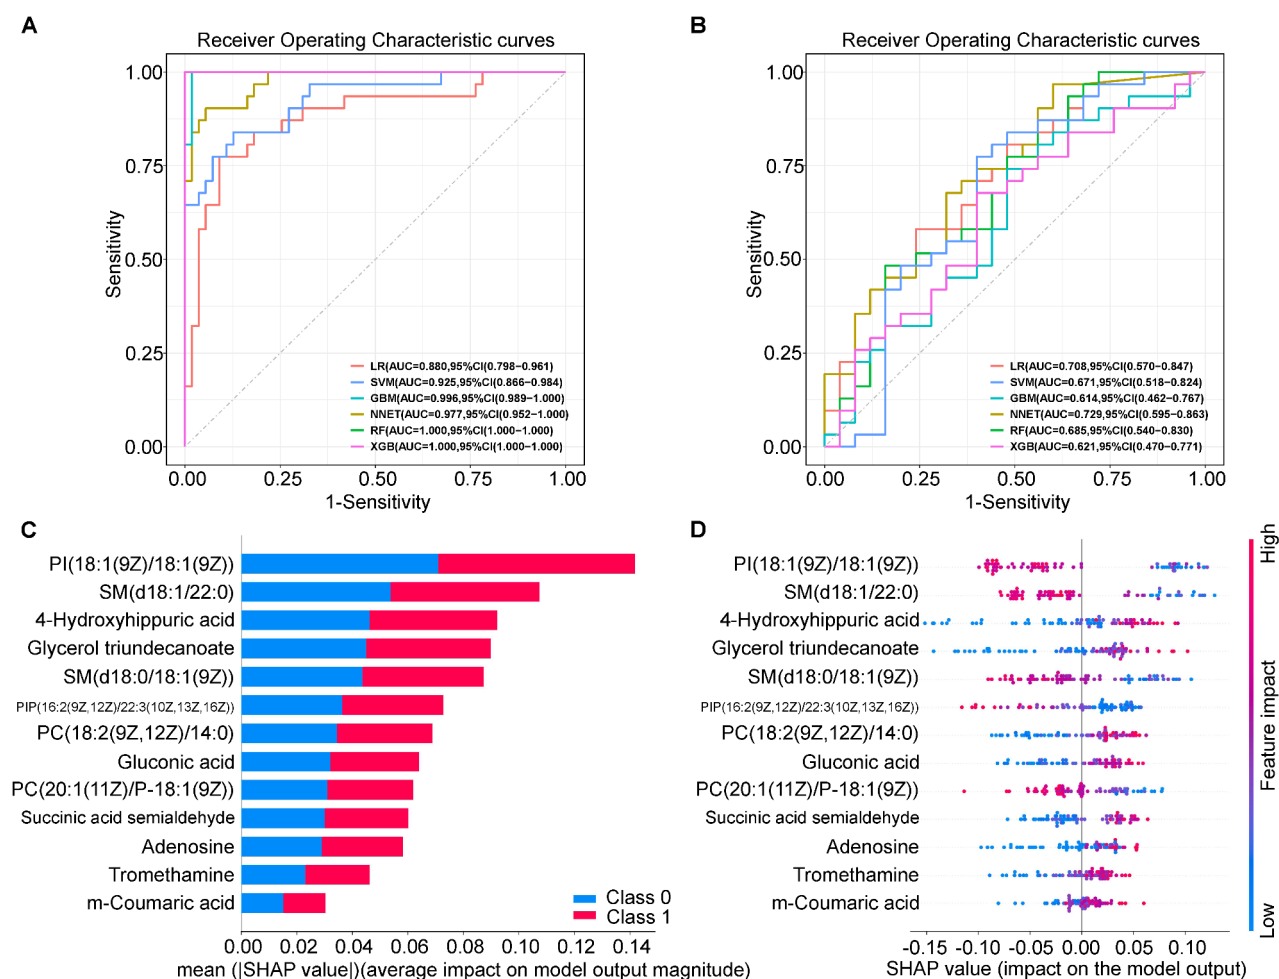 A
Receiver Operating Characteristic curves
1.00
0.75
0.50
0.25
0.00
Sensitivity
LR(AUC=0.880,95%CI(0.798−0.961)
SVM(AUC=0.925,95%CI(0.866−0.984)
GBM(AUC=0.996,95%CI(0.989−1.000)
NNET(AUC=0.977,95%CI(0.952−1.000)
RF(AUC=1.000,95%CI(1.000−1.000)
XGB(AUC=1.000,95%CI(1.000−1.000)
0.00 0.25 0.50 0.75 1.00
1-Sensitivity
B
Receiver Operating Characteristic curves
1.00
0.75
0.50
0.25
0.00
Sensitivity
LR(AUC=0.708,95%CI(0.570−0.847)
SVM(AUC=0.671,95%CI(0.518−0.824)
GBM(AUC=0.614,95%CI(0.462−0.767)
NNET(AUC=0.729,95%CI(0.595−0.863)
RF(AUC=0.685,95%CI(0.540−0.830)
XGB(AUC=0.621,95%CI(0.470−0.771)
0.00 0.25 0.50 0.75 1.00
1-Sensitivity
C
PI(18:1(9Z)/18:1(9Z))
SM(d18:1/22:0)
4-Hydroxyhippuric acid
Glycerol triundecanoate
SM(d18:0/18:1(9Z))
PIP(16:2(9Z,12Z)/22:3(10Z,13Z,16Z))
PC(18:2(9Z,12Z)/14:0)
Gluconic acid
PC(20:1(11Z)/P-18:1(9Z))
Succinic acid semialdehyde
Adenosine
Tromethamine
m-Coumaric acid
Class 0
Class 1
0.00 0.02 0.04 0.06 0.08 0.10 0.12 0.14
mean (|SHAP value|)(average impact on model output magnitude)
D
PI(18:1(9Z)/18:1(9Z))
SM(d18:1/22:0)
4-Hydroxyhippuric acid
Glycerol triundecanoate
SM(d18:0/18:1(9Z))
PIP(16:2(9Z,12Z)/22:3(10Z,13Z,16Z))
PC(18:2(9Z,12Z)/14:0)
Gluconic acid
PC(20:1(11Z)/P-18:1(9Z))
Succinic acid semialdehyde
Adenosine
Tromethamine
m-Coumaric acid
-0.15 -0.10 -0.05 0.00 0.05 0.10
SHAP value (impact on the model output)
High
Feature impact
Low